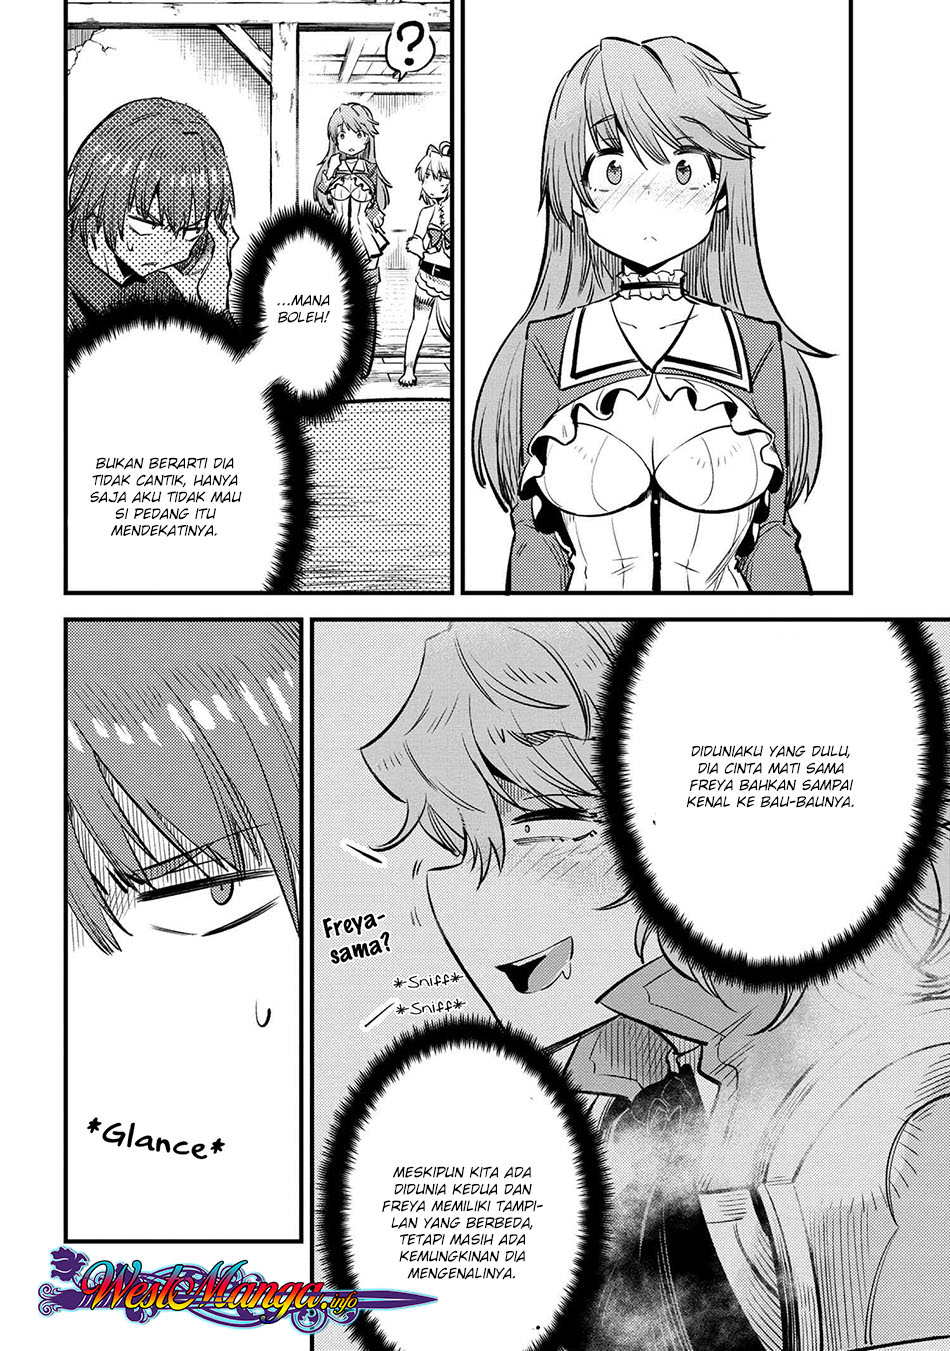 ?
...MANA
BOLEH!
BUKAN BERARTI DIA
TIDAK CANTIK, HANYA
SAJA AKU TIDAK MAU
SI PEDANG ITU
MENDEKATINYA.
DIDUNIAKU YANG DULU,
DIA CINTA MATI SAMA
FREYA BAHKAN SAMPAI
KENAL KE BAU-BAUNYA.
Freya-
sama?
*Sniff*
*Sniff*
MESKIPUN KITA ADA
DIDUNIA KEDUA DAN
FREYA MEMILIKI TAMPI-
LAN YANG BERBEDA,
TETAPI MASIH ADA
KEMUNGKINAN DIA
MENGENALINYA.
*Glance*
WestManga.info